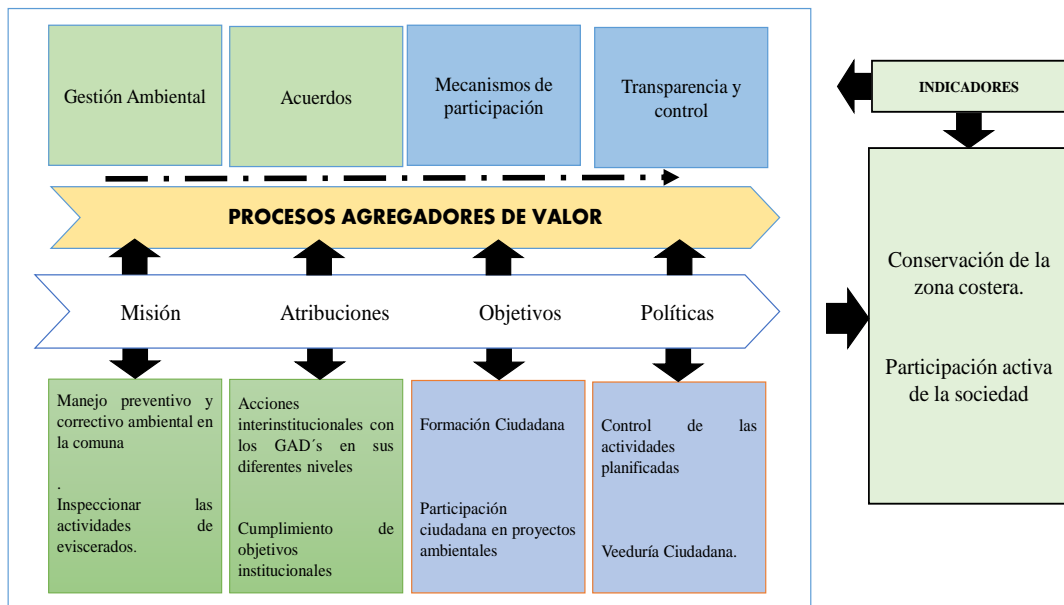 Gestión Ambiental
Acuerdos
Mecanismos de
participación
Transparencia y
control
INDICADORES
PROCESOS AGREGADORES DE VALOR
Misión
Atribuciones
Objetivos
Políticas
Conservación de la
zona costera.
Participación activa
de la sociedad
Manejo preventivo y
correctivo ambiental en
la comuna
.
Inspeccionar las
actividades de
eviscerados.
Acciones
interinstitucionales con
los GAD´s en sus
diferentes niveles
Cumplimiento de
objetivos
institucionales
Formación Ciudadana
Participación
ciudadana en proyectos
ambientales
Control de las
actividades
planificadas
Veeduría Ciudadana.